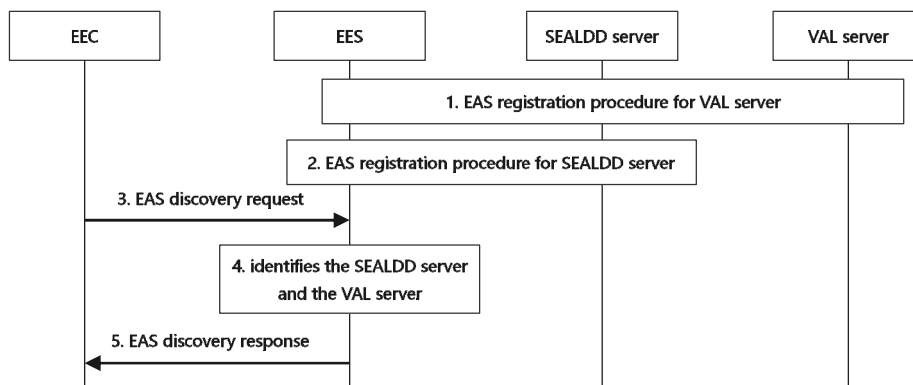 EEC
EES
SEALDD server
VAL server
1. EAS registration procedure for VAL server
2. EAS registration procedure for SEALDD server
3. EAS discovery request
4. identifies the SEALDD server
and the VAL server
5. EAS discovery response